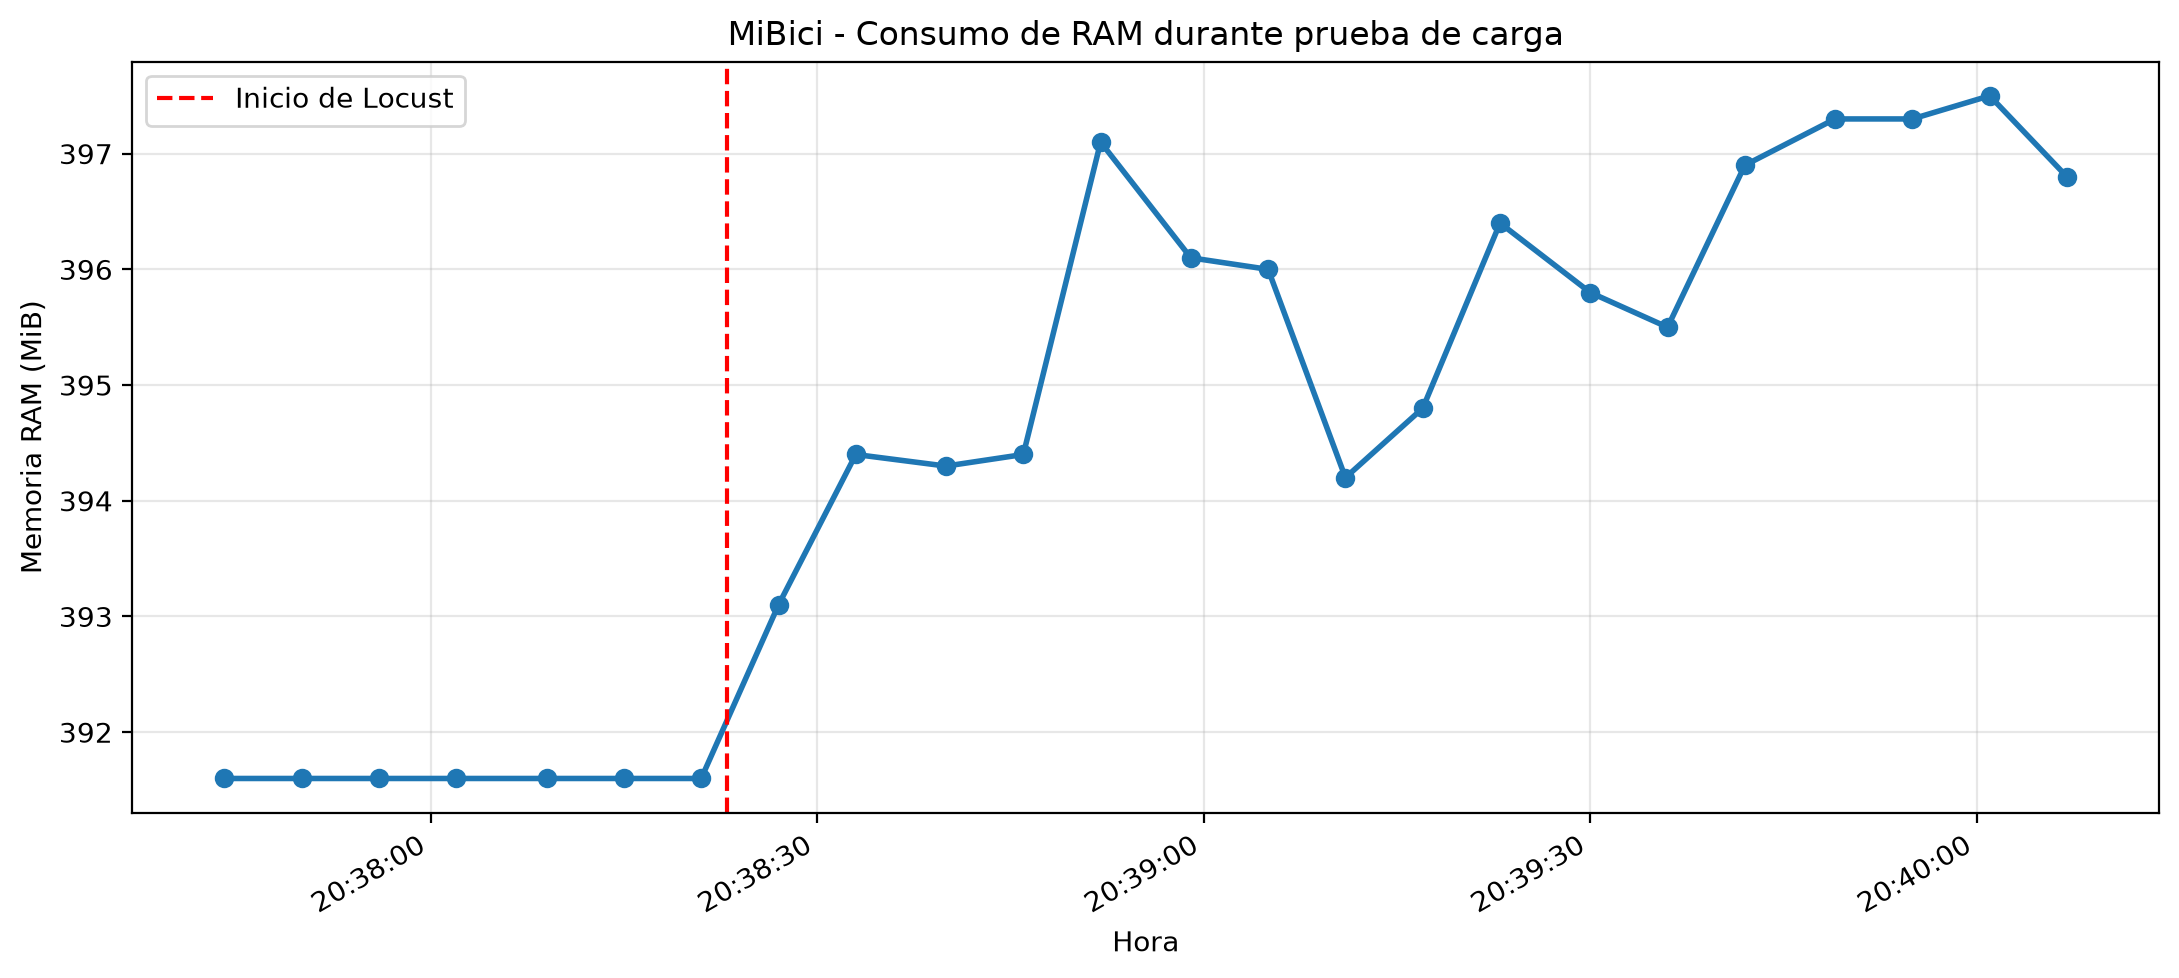 MiBici - Consumo de RAM durante prueba de carga
Inicio de Locust
Memoria RAM (MiB)
397
396
395
394
393
392
20:38:00
20:38:30
20:39:00
20:39:30
20:40:00
Hora